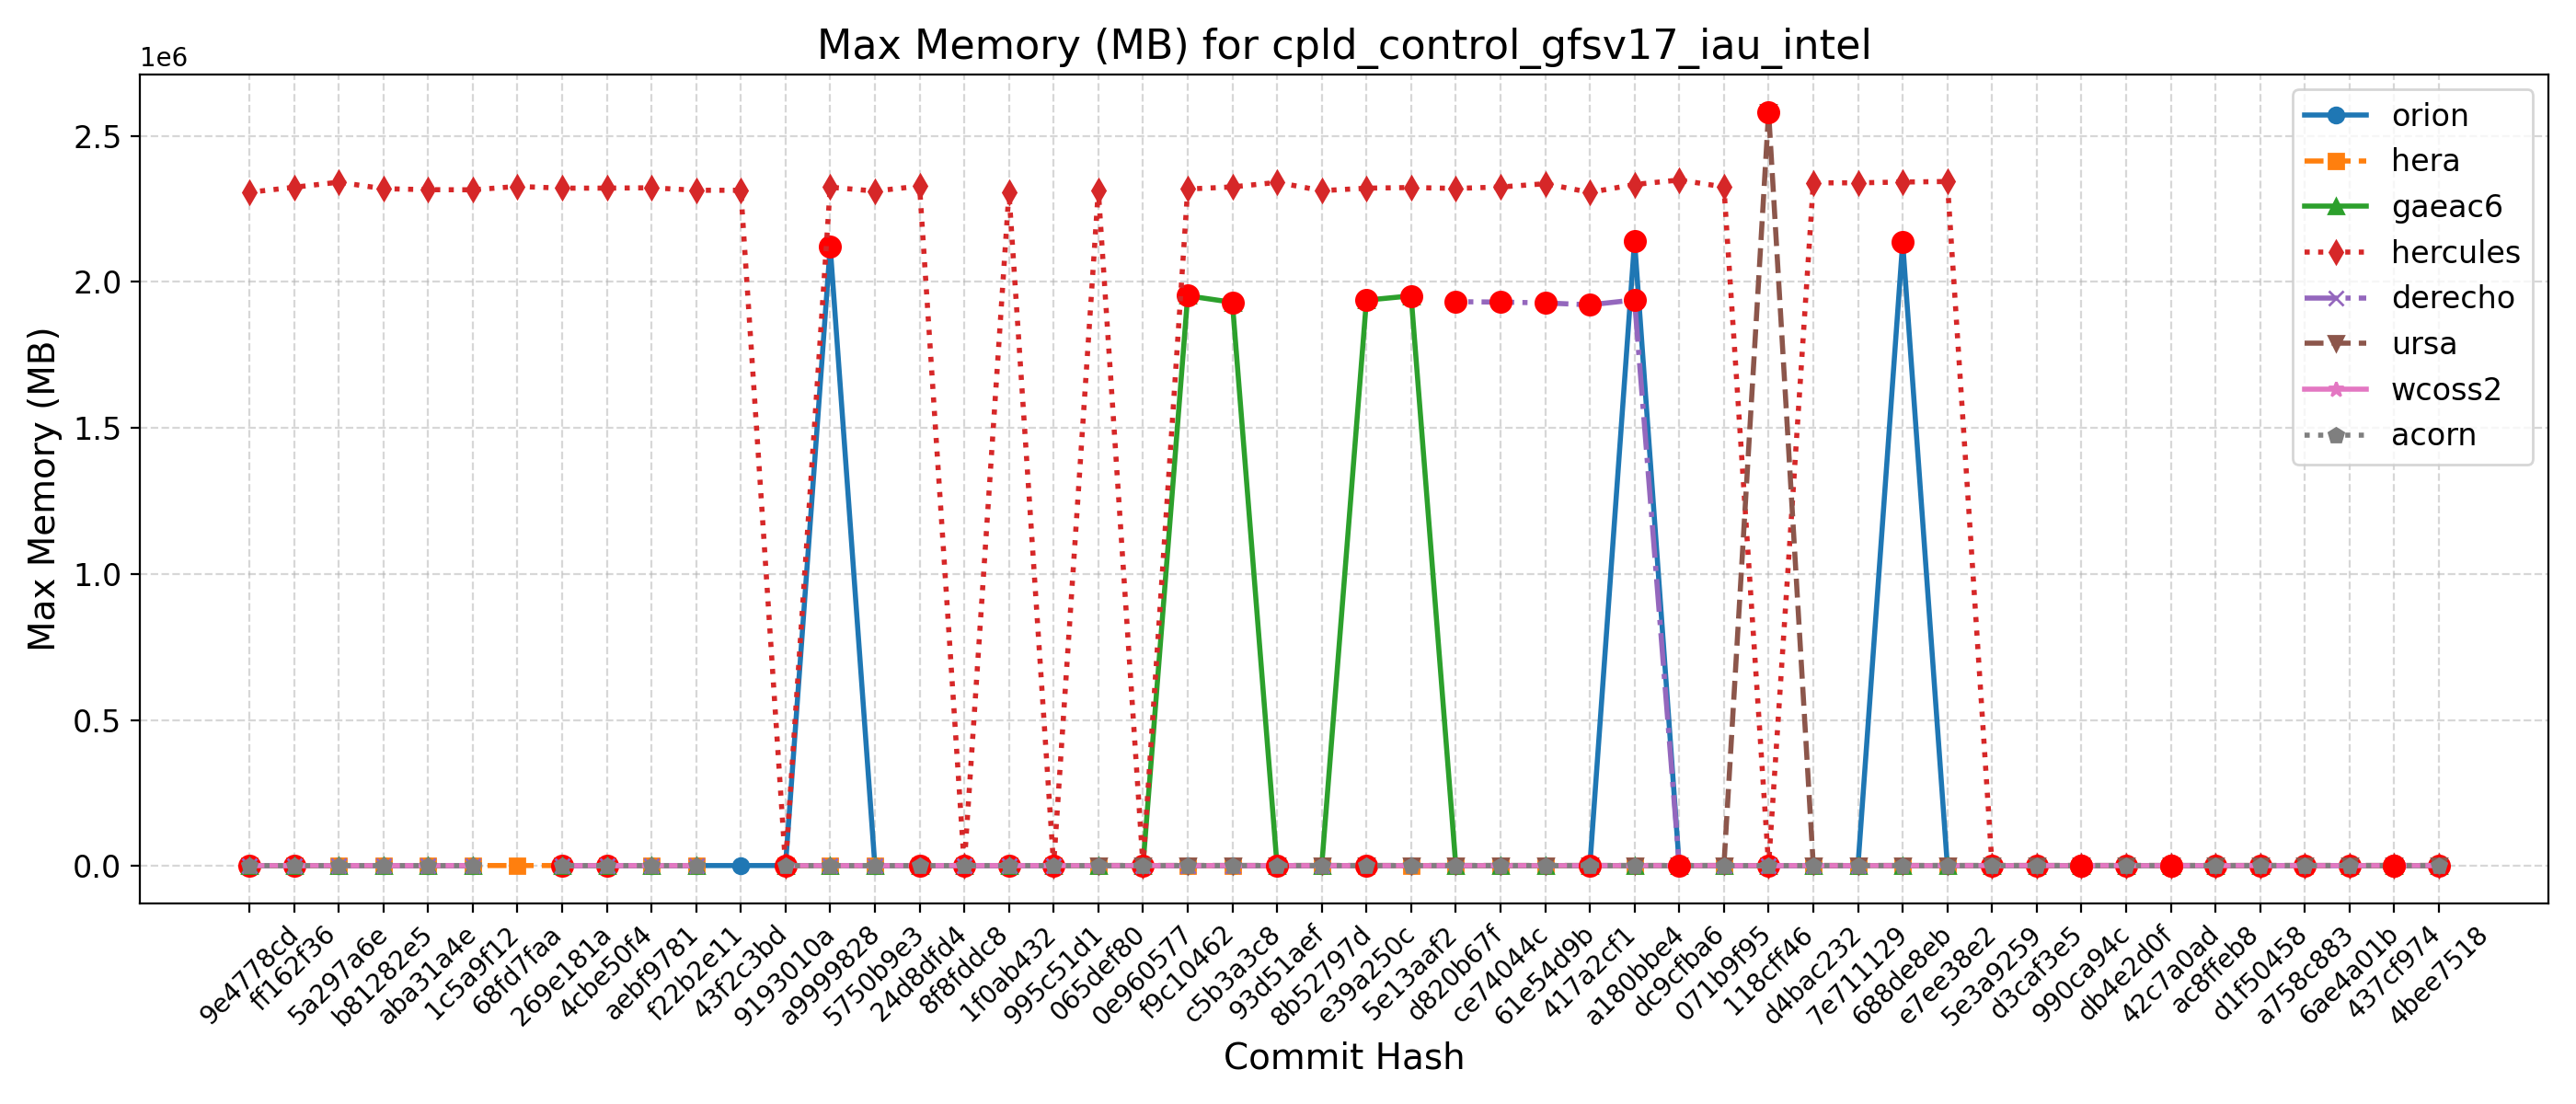 Max Memory (MB) for cpld_control_gfsv17_iau_intel
1e6
2.5
2.0
1.5
1.0
0.5
0.0
Max Memory (MB)
orion
hera
gaeac6
hercules
derecho
ursa
wcoss2
acorn
9e4778cd
ff162f36
5a297a6e
b81282e5
aba31a4e
1c5a9f12
68fd7faa
269e181a
4cbe50f4
aebf9781
f22b2e11
43f2c3bd
9193010a
a9999828
5750b9e3
24d8dfd4
8f8fddc8
1f0ab432
995c51d1
065def80
0e960577
f9c10462
c5b3a3c8
93d51aef
8b52797d
e39a250c
5e13aaf2
d820b67f
ce74044c
61e54d9b
417a2cf1
a180bbe4
dc9cfba6
071b9f95
118cff46
d4bac232
7e711129
688de8eb
e7ee38e2
5e3a9259
d3caf3e5
990ca94c
db4e2d0f
42c7a0ad
ac8ffeb8
d1f50458
a758c883
6ae4a01b
437cf974
4bee7518
Commit Hash